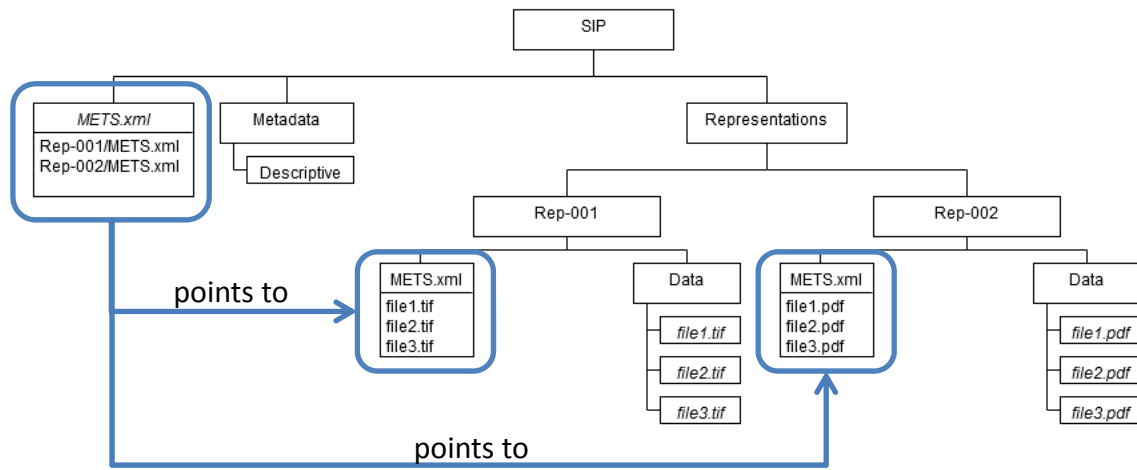 SIP
METS.xml
Rep-001/METS.xml
Rep-002/METS.xml
Metadata
Descriptive
Representations
Rep-001
Rep-002
METS.xml
file1.tif
file2.tif
file3.tif
Data
file1.tif
file2.tif
file3.tif
METS.xml
file1.pdf
file2.pdf
file3.pdf
Data
file1.pdf
file2.pdf
file3.pdf
points to
points to